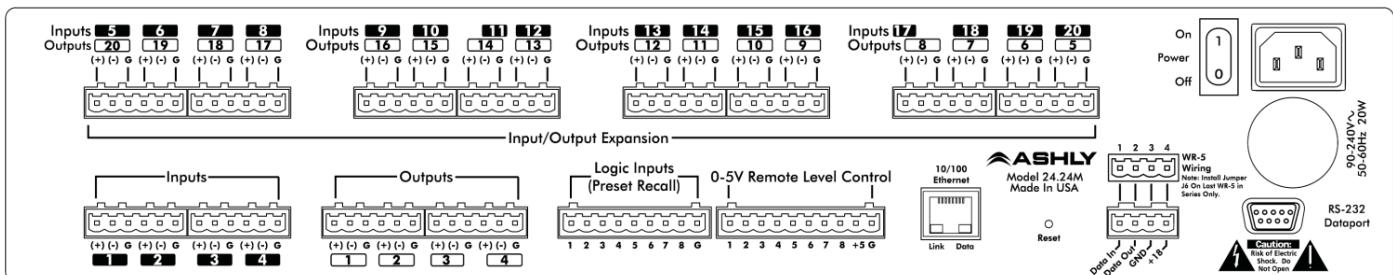 Inputs 5 6 7 8
Outputs 20 19 18 17
(+) (-) G (+) (-) G (+) (-) G (+) (-) G
Inputs 9 10 11 12
Outputs 16 15 14 13
(+) (-) G (+) (-) G (+) (-) G (+) (-) G
Inputs 13 14 15 16
Outputs 12 11 10 9
(+) (-) G (+) (-) G (+) (-) G (+) (-) G
Inputs 17 18 19 20
Outputs 8 7 6 5
(+) (-) G (+) (-) G (+) (-) G (+) (-) G
Input/Output Expansion
On
Power
Off
1
0
90-240V~
50-60Hz 20W
Inputs
(+) (-) G (+) (-) G (+) (-) G (+) (-) G
1 2 3 4
Outputs
(+) (-) G (+) (-) G (+) (-) G (+) (-) G
1 2 3 4
Logic Inputs
(Preset Recall)
1 2 3 4 5 6 7 8 G
0-5V Remote Level Control
1 2 3 4 5 6 7 8 +5 G
10/100
Ethernet
Link Data
ASHLY
Model 24.24M
Made In USA
Reset
1 2 3 4
WR-5
Wiring
Note: Install Jumper
J6 On Last WR-5 in
Series Only.
Data In
Data Out
GND
+18
RS-232
Dataport
Caution:
Risk of Electric
Shock. Do
Not Open